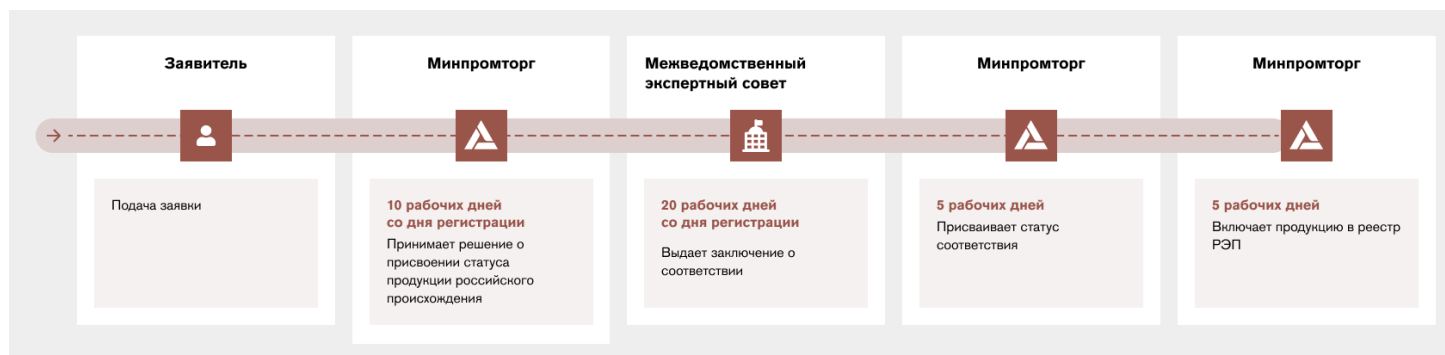 Заявитель
Подача заявки
Минпромторг
10 рабочих дней
со дня регистрации
Принимает решение о
присвоении статуса
продукции российского
происхождения
Межведомственный
экспертный совет
20 рабочих дней
со дня регистрации
Выдает заключение о
соответствии
Минпромторг
5 рабочих дней
Присваивает статус
соответствия
Минпромторг
5 рабочих дней
Включает продукцию в реестр
РЭП